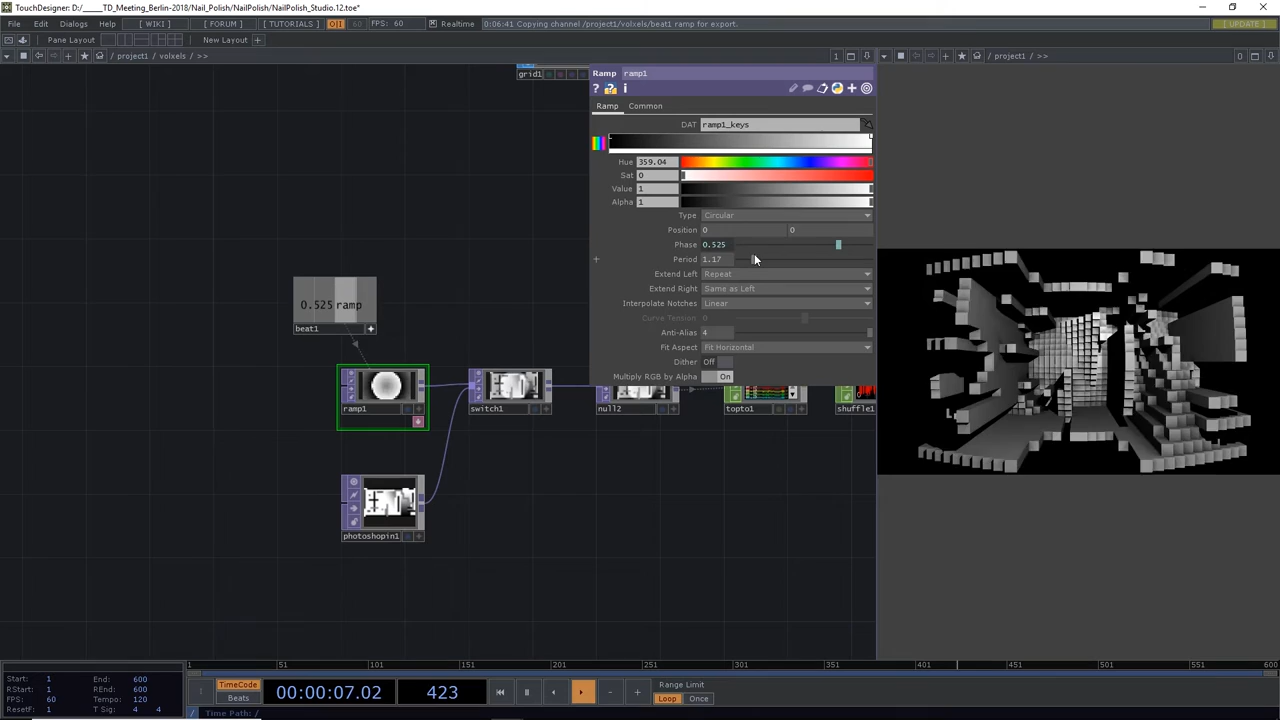 TouchDesigner: D:/_____TD_Meeting_Berlin-2018/Nail_Polish/NailPolish/NailPolish_Studio.12.toe*
File Edit Dialogs Help [ WIKI ] [ FORUM ] [ TUTORIALS ] O|I FPS: 60 Realtime 0:06:41 Copying channel /project1/volxels/beat1 ramp for export. [ UPDATE ]
Pane Layout New Layout +
/ project1 / volxels / >> 1
/ project1 / >> 0
grid1
Ramp ramp1
? ? i
Ramp Common
DAT ramp1_keys
Hue 359.04
Sat 0
Value 1
Alpha 1
Type Circular
Position 0 0
Phase 0.525
+ Period 1.17
Extend Left Repeat
Extend Right Same as Left
Interpolate Notches Linear
Curve Tension 0
Anti-Alias 4
Fit Aspect Fit Horizontal
Dither Off
Multiply RGB by Alpha On
0.525 ramp
beat1
ramp1
switch1
null2
topto1
shuffle1
photoshopin1
1 51 101 151 201 251 301 351 401 451 501 551 600
Start: 1 End: 600
RStart: 1 REnd: 600
FPS: 60 Tempo: 120
ResetF: 1 T Sig: 4 4
TimeCode
Beats
00:00:07.02
423
Range Limit
Loop Once
/ Time Path: /